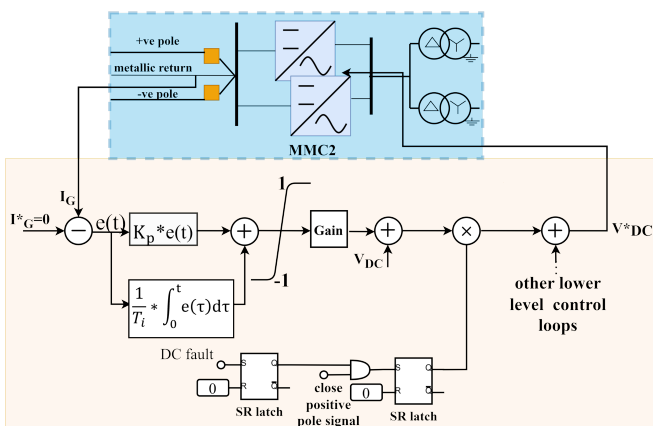 +ve pole
metallic return
-ve pole
MMC2
I_G
I*_G=0
e(t)
K_p*e(t)
1
-1
Gain
V_DC
V*_DC
1/T_i * ∫_0^t e(τ)dτ
other lower
level control
loops
DC fault
S
Q
R
Q̅
0
SR latch
close
positive
pole signal
S
Q
R
Q̅
0
SR latch